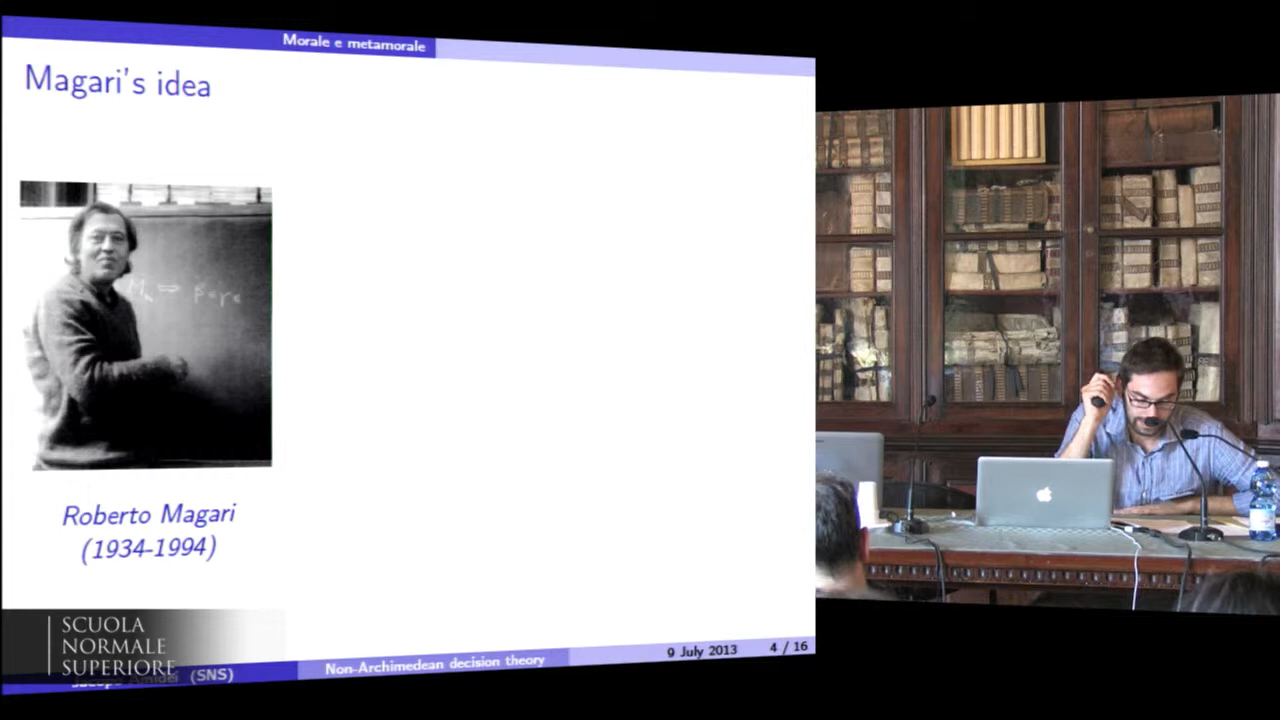 Morale e metamorale
Magari's idea
Roberto Magari
(1934-1994)
SCUOLA
NORMALE
SUPERIORE
(SNS)
Non-Archimedean decision theory
9 July 2013
4 / 16